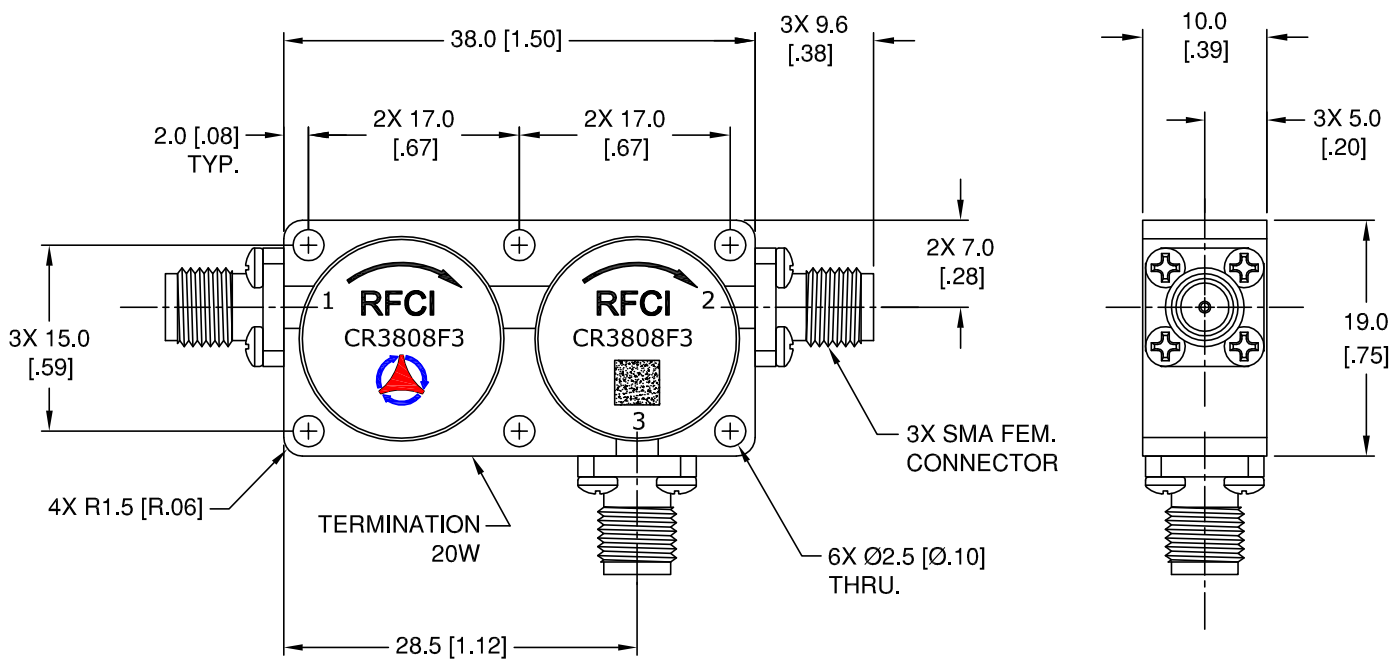 38.0 [1.50]
3X 9.6
[.38]
10.0
[.39]
2.0 [.08]
TYP.
2X 17.0
[.67]
2X 17.0
[.67]
3X 5.0
[.20]
2X 7.0
[.28]
3X 15.0
[.59]
1
RFCI
CR3808F3
RFCI
2
CR3808F3
3
19.0
[.75]
3X SMA FEM.
CONNECTOR
4X R1.5 [R.06]
TERMINATION
20W
6X Ø2.5 [Ø.10]
THRU.
28.5 [1.12]